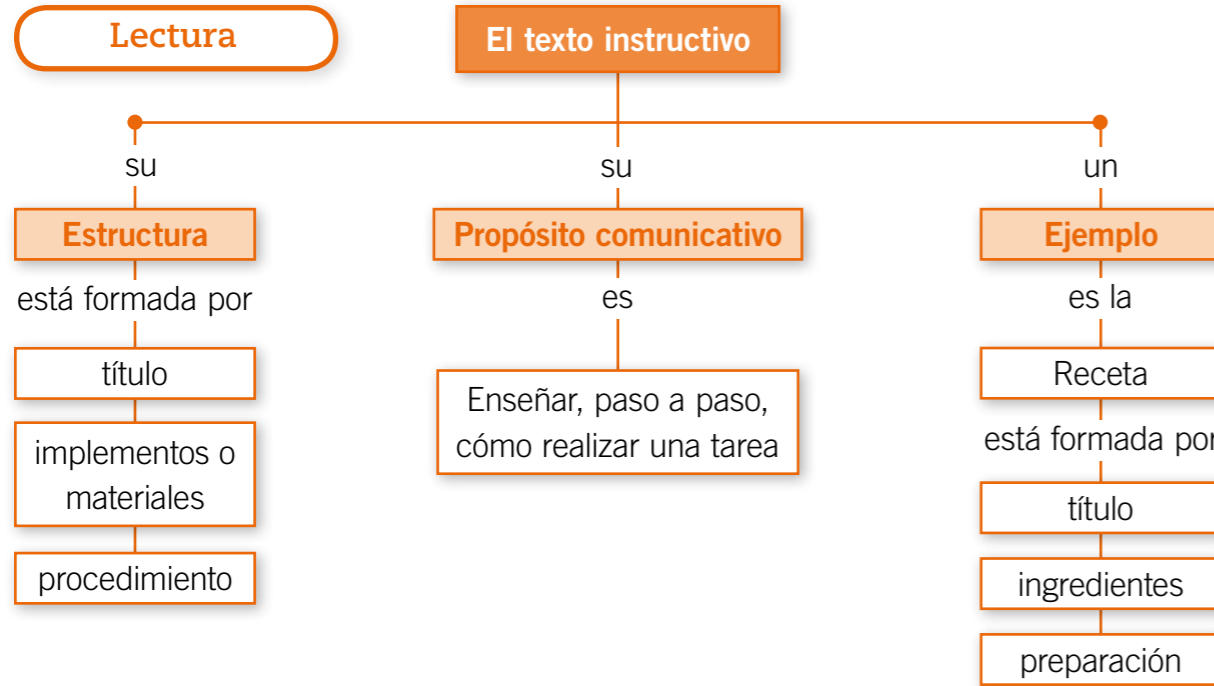 Lectura
El texto instructivo
su
Estructura
está formada por
título
implementos o
materiales
procedimiento
su
Propósito comunicativo
es
Enseñar, paso a paso,
cómo realizar una tarea
un
Ejemplo
es la
Receta
está formada por
título
ingredientes
preparación